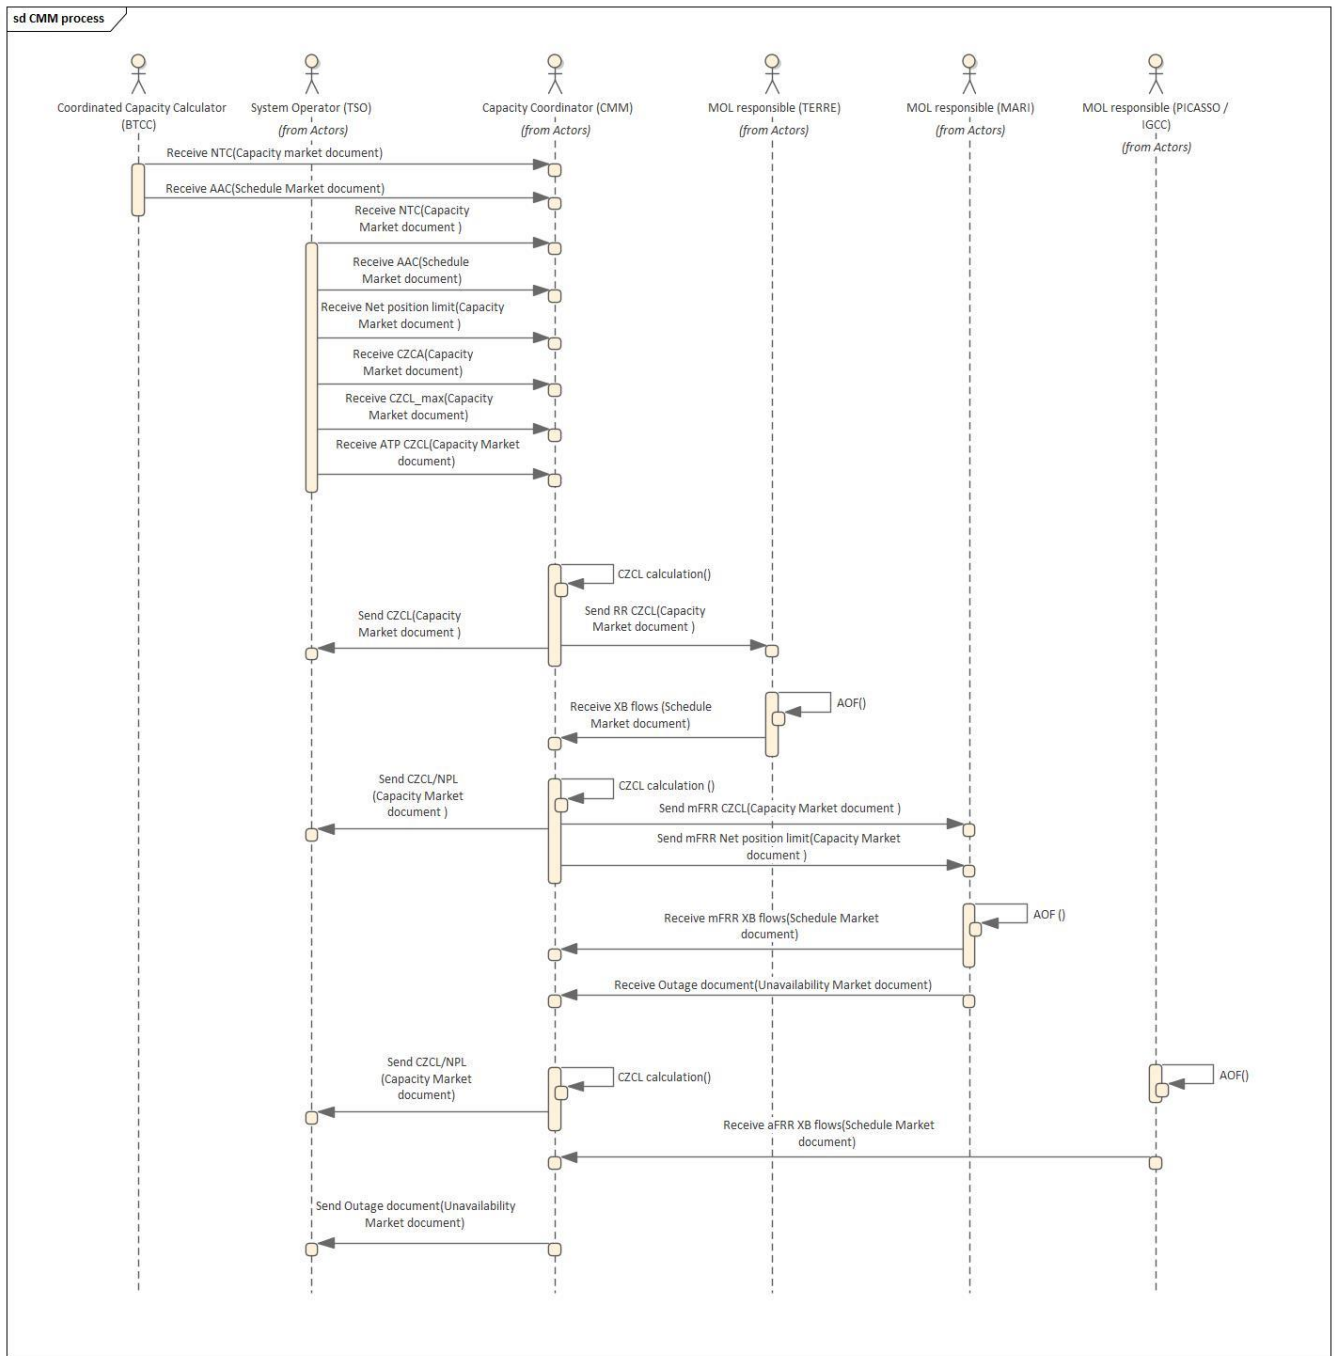 sd CMM process
Coordinated Capacity Calculator
(BTCC)
System Operator (TSO)
(from Actors)
Capacity Coordinator (CMM)
(from Actors)
MOL responsible (TERRE)
(from Actors)
MOL responsible (MARI)
(from Actors)
MOL responsible (PICASSO /
IGCC)
(from Actors)
Receive NTC(Capacity market document)
Receive AAC(Schedule Market document)
Receive NTC(Capacity
Market document )
Receive AAC(Schedule
Market document)
Receive Net position limit(Capacity
Market document )
Receive CZCA(Capacity
Market document)
Receive CZCL_max(Capacity
Market document)
Receive ATP CZCL(Capacity Market
document)
CZCL calculation()
Send CZCL(Capacity
Market document )
Send RR CZCL(Capacity
Market document )
AOF()
Receive XB flows (Schedule
Market document)
Send CZCL/NPL
(Capacity Market
document )
CZCL calculation ()
Send mFRR CZCL(Capacity Market document )
Send mFRR Net position limit(Capacity Market
document )
AOF ()
Receive mFRR XB flows(Schedule Market
document)
Receive Outage document(Unavailability Market document)
Send CZCL/NPL
(Capacity Market
document)
CZCL calculation()
AOF()
Receive aFRR XB flows(Schedule Market
document)
Send Outage document(Unavailability
Market document)